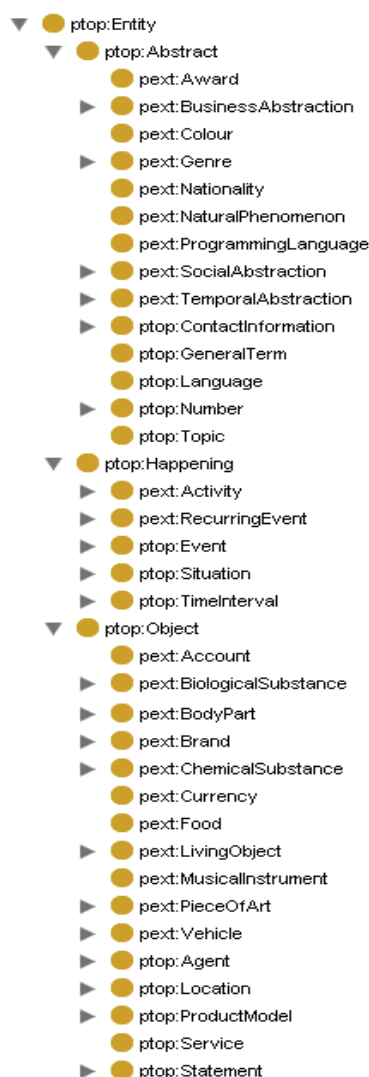 ptop:Entity
ptop:Abstract
pext:Award
pext:BusinessAbstraction
pext:Colour
pext:Genre
pext:Nationality
pext:NaturalPhenomenon
pext:ProgrammingLanguage
pext:SocialAbstraction
pext:TemporalAbstraction
ptop:ContactInformation
ptop:GeneralTerm
ptop:Language
ptop:Number
ptop:Topic
ptop:Happening
pext:Activity
pext:RecurringEvent
ptop:Event
ptop:Situation
ptop:TimeInterval
ptop:Object
pext:Account
pext:BiologicalSubstance
pext:BodyPart
pext:Brand
pext:ChemicalSubstance
pext:Currency
pext:Food
pext:LivingObject
pext:MusicalInstrument
pext:PieceOfArt
pext:Vehicle
ptop:Agent
ptop:Location
ptop:ProductModel
ptop:Service
ptop:Statement